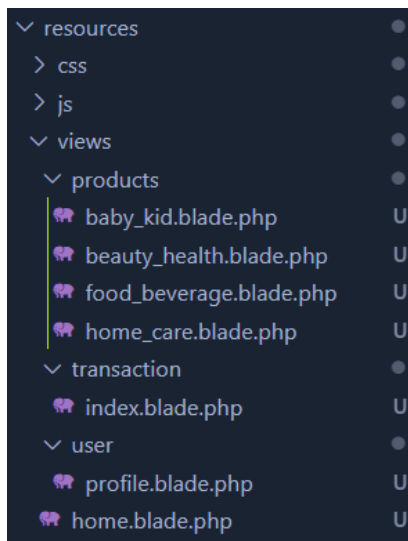 resources
css
js
views
products
baby_kid.blade.php U
beauty_health.blade.php U
food_beverage.blade.php U
home_care.blade.php U
transaction
index.blade.php U
user
profile.blade.php U
home.blade.php U